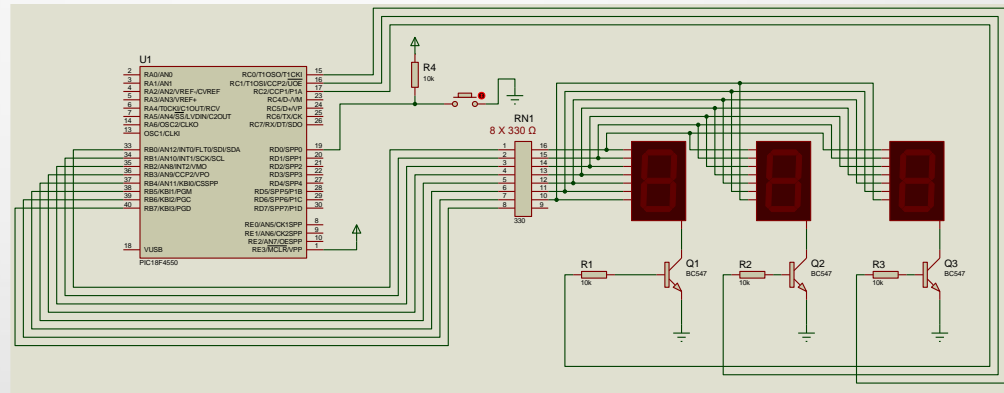 U1
2 RA0/AN0
3 RA1/AN1
4 RA2/AN2/VREF-/CVREF
5 RA3/AN3/VREF+
6 RA4/T0CKI/C1OUT/RCV
7 RA5/AN4/SS/LVDIN/C2OUT
14 RA6/OSC2/CLKO
13 OSC1/CLKI
33 RB0/AN12/INT0/FLT0/SDI/SDA
34 RB1/AN10/INT1/SCK/SCL
35 RB2/AN8/INT2/VMO
36 RB3/AN9/CCP2/VPO
37 RB4/AN11/KBI0/CSSPP
38 RB5/KBI1/PGM
39 RB6/KBI2/PGC
40 RB7/KBI3/PGD
18 VUSB
RC0/T1OSO/T1CKI 15
RC1/T1OSI/CCP2/UOE 16
RC2/CCP1/P1A 17
RC4/D-/VM 23
RC5/D+/VP 24
RC6/TX/CK 25
RC7/RX/DT/SDO 26
RD0/SPP0 19
RD1/SPP1 20
RD2/SPP2 21
RD3/SPP3 22
RD4/SPP4 27
RD5/SPP5/P1B 28
RD6/SPP6/P1C 29
RD7/SPP7/P1D 30
RE0/AN5/CK1SPP 8
RE1/AN6/CK2SPP 9
RE2/AN7/OESPP 10
RE3/MCLR/VPP 1
PIC18F4550
R4
10k
RN1
8 X 330 Ω
1 16
2 15
3 14
4 13
5 12
6 11
7 10
8 9
330
R1
10k
Q1
BC547
R2
10k
Q2
BC547
R3
10k
Q3
BC547